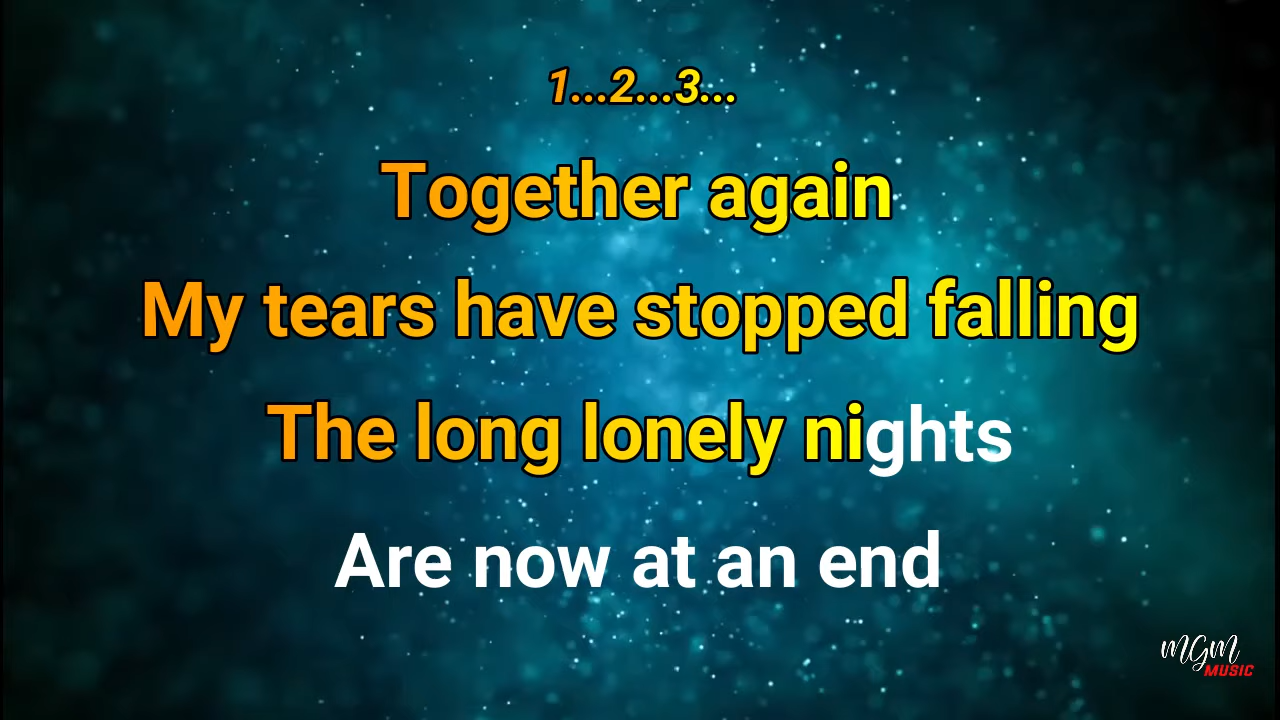 1...2...3...
Together again
My tears have stopped falling
The long lonely nights
Are now at an end
MGM
MUSIC